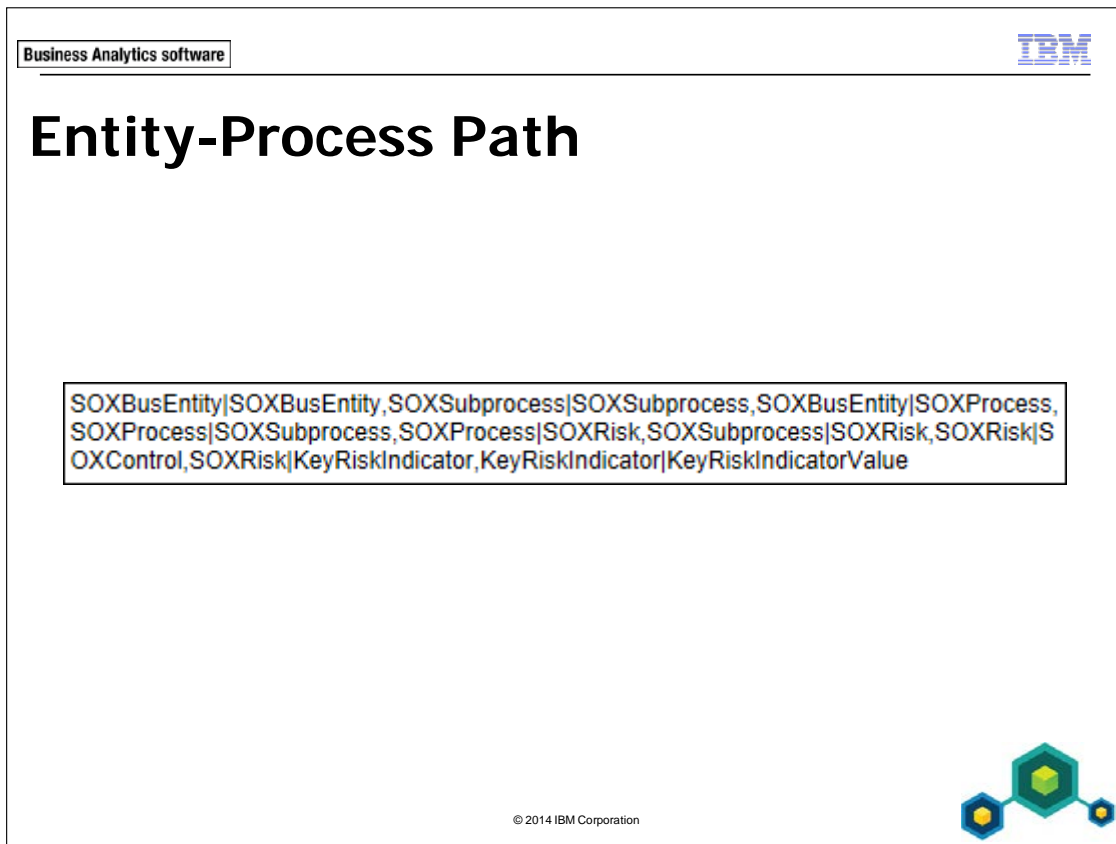 Business Analytics software
IBM
Entity-Process Path
SOXBusEntity|SOXBusEntity,SOXSubprocess|SOXSubprocess,SOXBusEntity|SOXProcess,
SOXProcess|SOXSubprocess,SOXProcess|SOXRisk,SOXSubprocess|SOXRisk,SOXRisk|S
OXControl,SOXRisk|KeyRiskIndicator,KeyRiskIndicator|KeyRiskIndicatorValue
© 2014 IBM Corporation